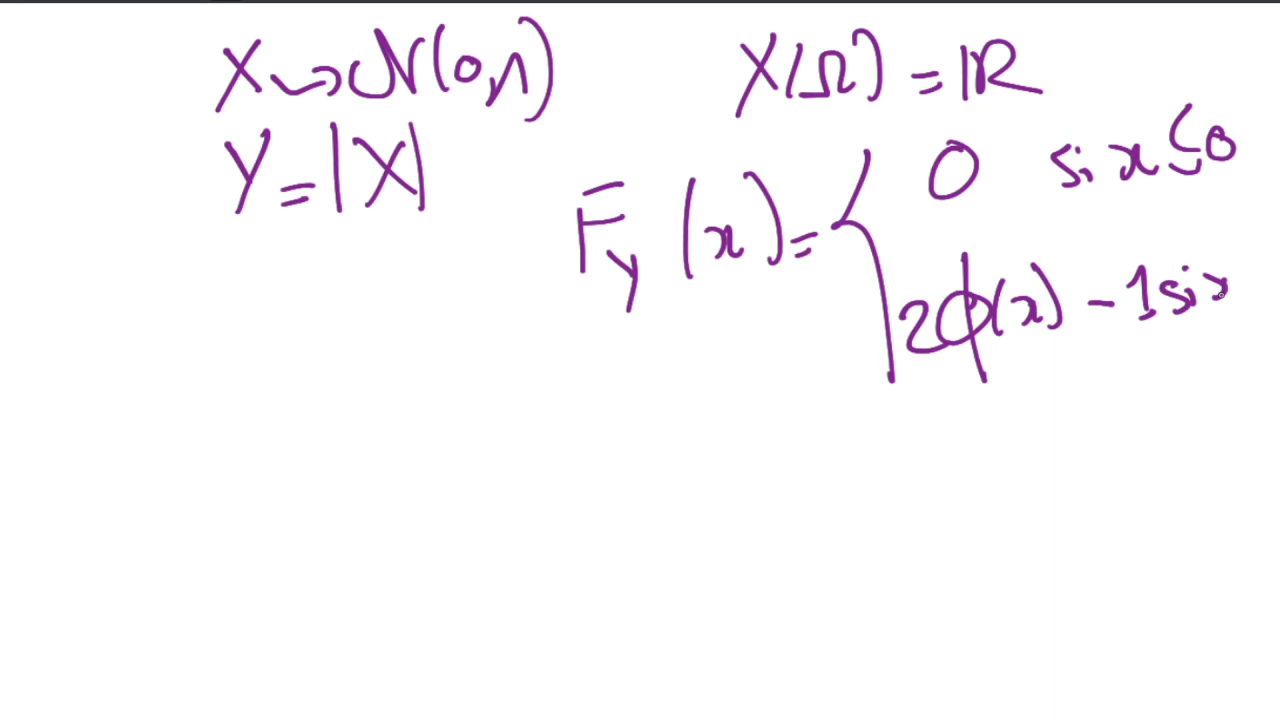 X ↪ N(0,1)
X(Ω) = ℝ
Y = |X|
F_Y(x) = { 0 si x ≤ 0
2ϕ(x) - 1 si x